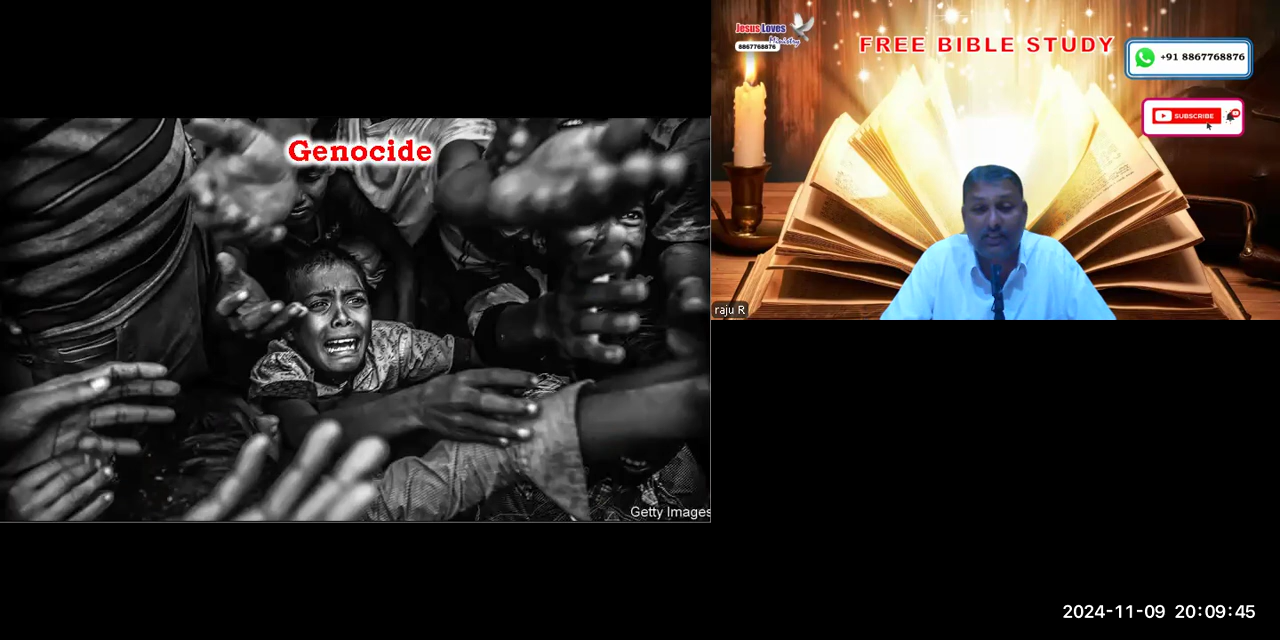 Genocide
Getty Images
Jesus Loves
Ministry
8867768876
FREE BIBLE STUDY
+91 8867768876
SUBSCRIBE
raju R
2024-11-09 20:09:45